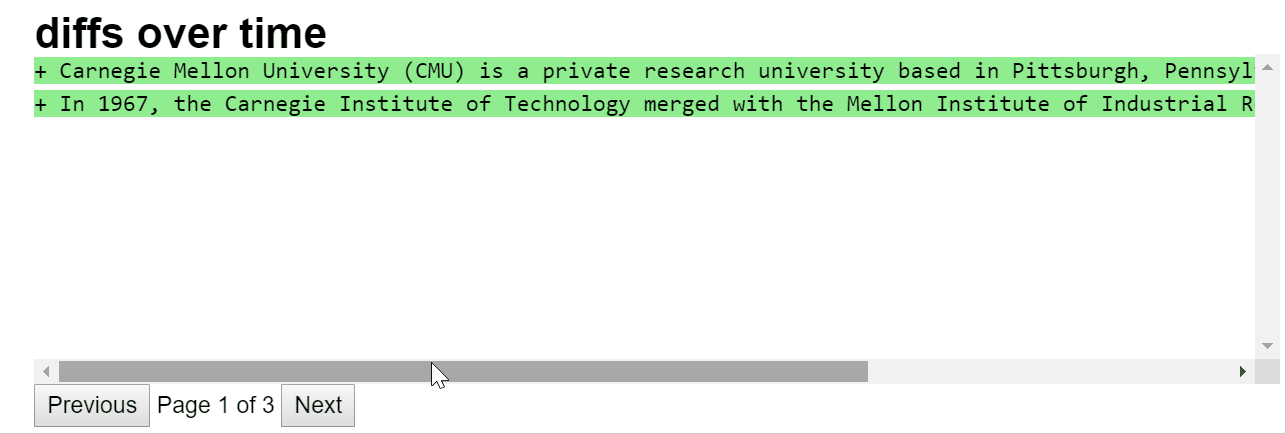 diffs over time
+ Carnegie Mellon University (CMU) is a private research university based in Pittsburgh,
+ In 1967, the Carnegie Institute of Technology merged with the Mellon Institute of Industrial
Previous Page 1 of 3 Next